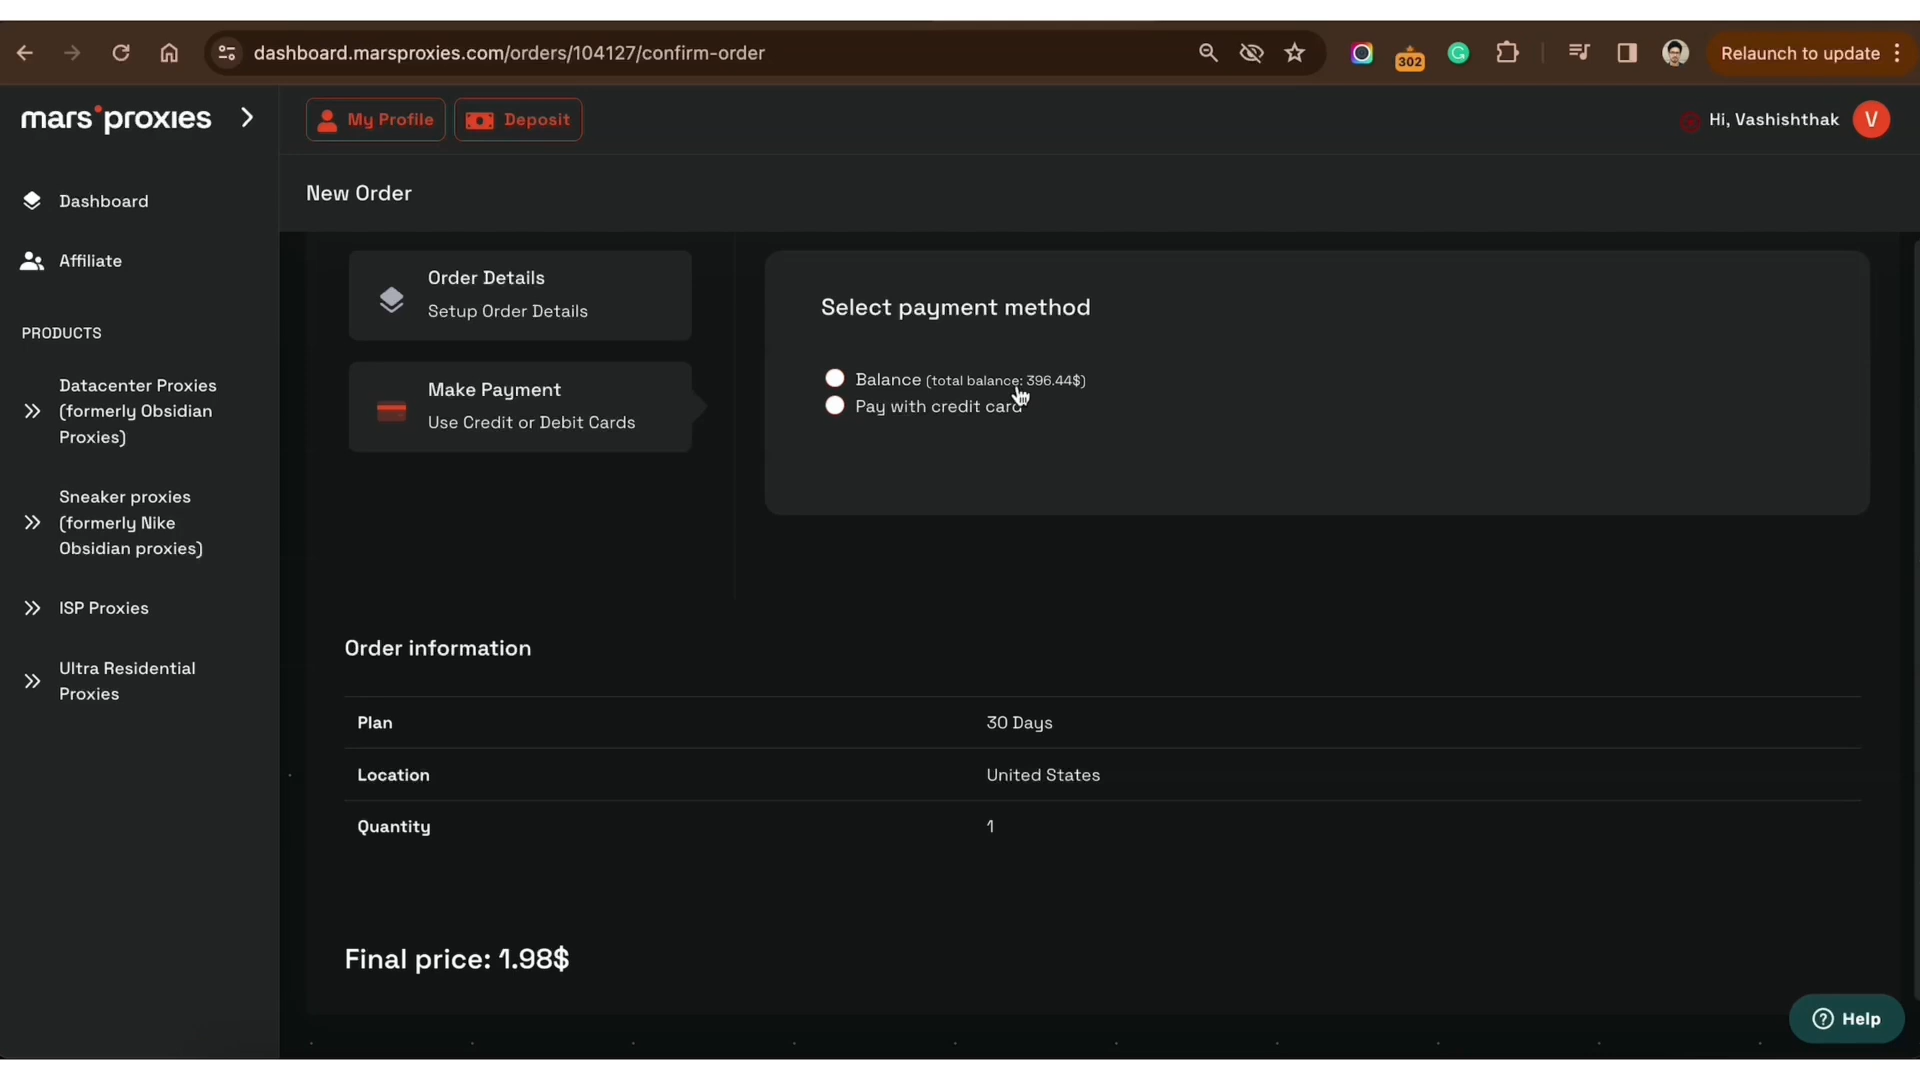 dashboard.marsproxies.com/orders/104127/confirm-order
302
Relaunch to update
mars proxies
My Profile
Deposit
Hi, Vashishthak
V
New Order
Dashboard
Affiliate
PRODUCTS
Datacenter Proxies
(formerly Obsidian
Proxies)
Sneaker proxies
(formerly Nike
Obsidian proxies)
ISP Proxies
Ultra Residential
Proxies
Order Details
Setup Order Details
Make Payment
Use Credit or Debit Cards
Select payment method
Balance (total balance: 396.44$)
Pay with credit card
Order information
Plan 30 Days
Location United States
Quantity 1
Final price: 1.98$
Help